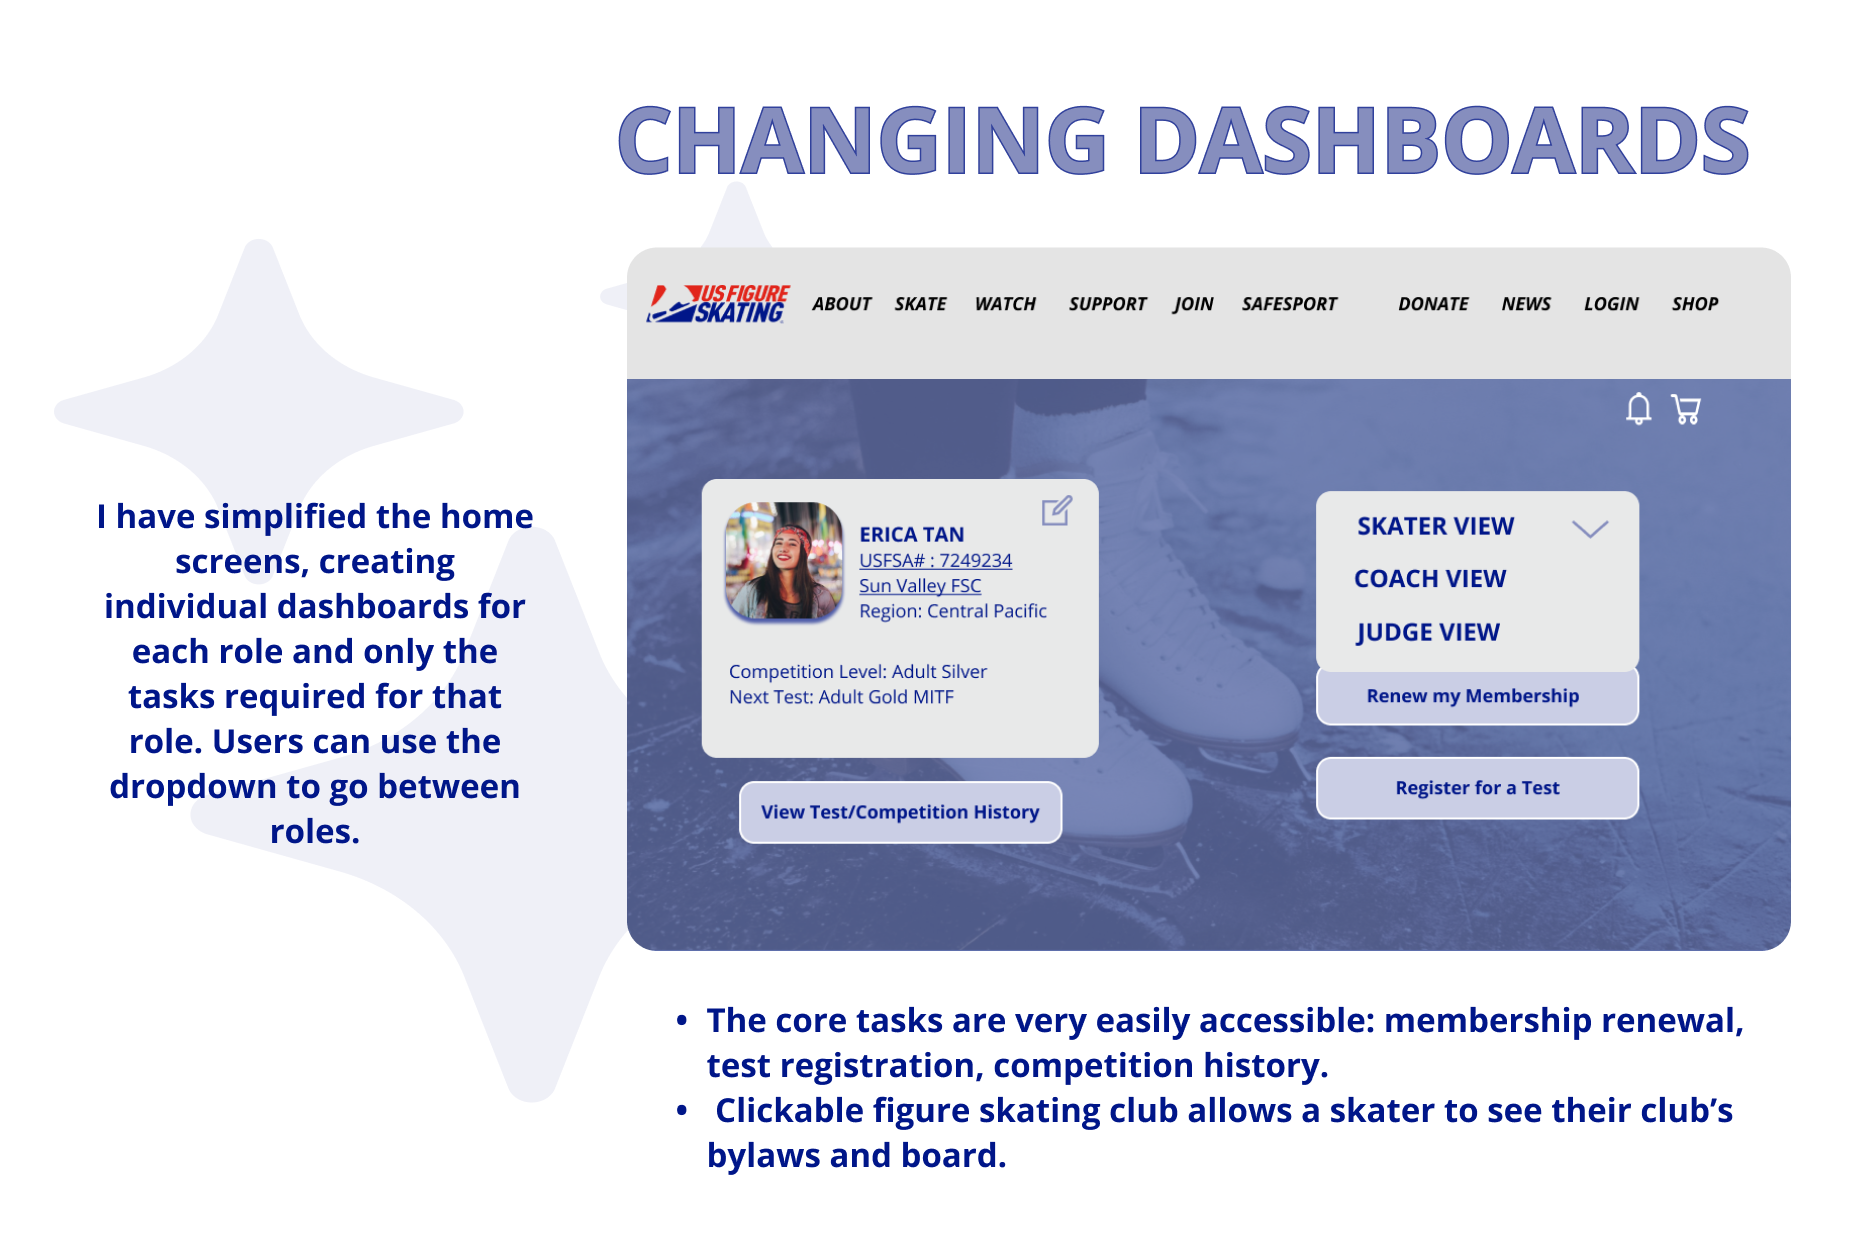 CHANGING DASHBOARDS
I have simplified the home
screens, creating
individual dashboards for
each role and only the
tasks required for that
role. Users can use the
dropdown to go between
roles.
US FIGURE
SKATING
ABOUT SKATE WATCH SUPPORT JOIN SAFESPORT DONATE NEWS LOGIN SHOP
ERICA TAN
USFSA# : 7249234
Sun Valley FSC
Region: Central Pacific
Competition Level: Adult Silver
Next Test: Adult Gold MITF
View Test/Competition History
SKATER VIEW
COACH VIEW
JUDGE VIEW
Renew my Membership
Register for a Test
• The core tasks are very easily accessible: membership renewal,
test registration, competition history.
• Clickable figure skating club allows a skater to see their club’s
bylaws and board.